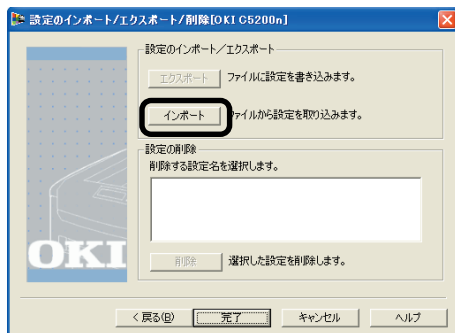 設定のインポート/エクスポート/削除[OKI C5200n]
設定のインポート/エクスポート
エクスポート ファイルに設定を書き込みます。
インポート ファイルから設定を取り込みます。
設定の削除
削除する設定名を選択します。
OKI
削除 選択した設定を削除します。
< 戻る(B) 完了 キャンセル ヘルプ